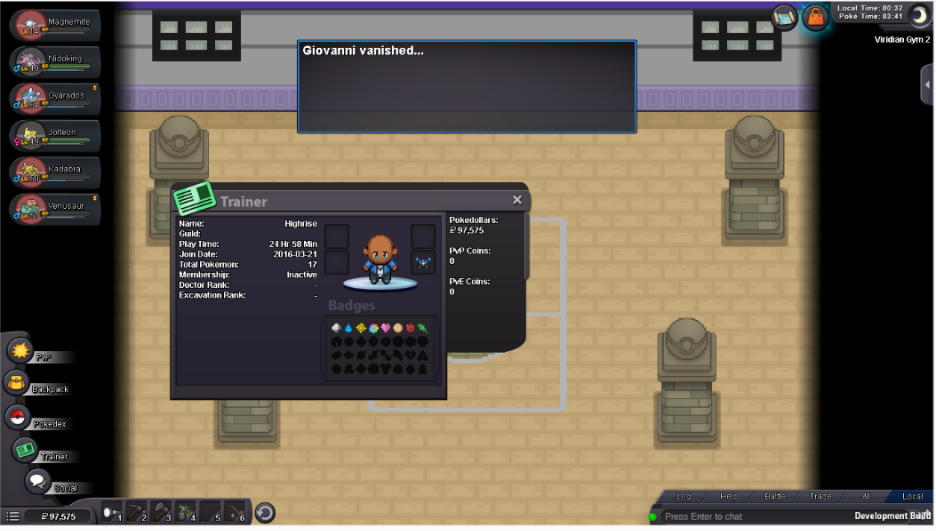 Magnemite
Nidoking
Gyarados
Jolteon
Kadabra
Venusaur
Giovanni vanished...
Local Time: 00:32
Poke Time: 03:41
Viridian Gym 2
Trainer
Name: Highrise
Guild:
Play Time: 24 Hr 58 Min
Join Date: 2016-03-21
Total Pokemon: 17
Membership: Inactive
Doctor Rank: -
Excavation Rank: -
Badges
Pokedollars:
₽ 97,575
PvP Coins:
0
PvE Coins:
0
PvP
Backpack
Pokedex
Trainer
Social
₽ 97,575
1 2 3 4 5 6
Log Help Battle Trade All Local
Press Enter to chat
Development Build